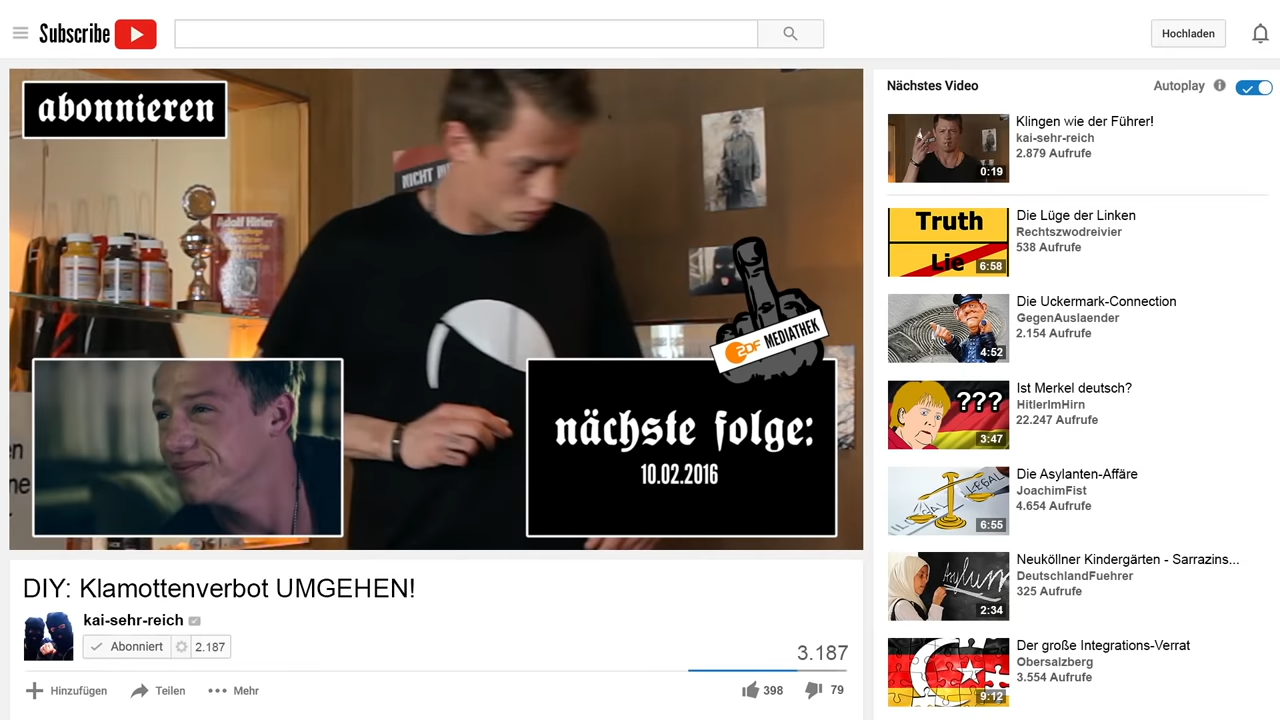 Subscribe
Hochladen
abonnieren
NICHT
Adolf Hitler
ZDF MEDIATHEK
nächste folge:
10.02.2016
DIY: Klamottenverbot UMGEHEN!
kai-sehr-reich
Abonniert 2.187
3.187
Hinzufügen Teilen Mehr 398 79
Nächstes Video Autoplay
Klingen wie der Führer!
kai-sehr-reich
2.879 Aufrufe
0:19
Truth
Lie
6:58
Die Lüge der Linken
Rechtszwodreivier
538 Aufrufe
4:52
Die Uckermark-Connection
GegenAuslaender
2.154 Aufrufe
???
3:47
Ist Merkel deutsch?
HitlerImHirn
22.247 Aufrufe
LEGAL
ILLEGAL
6:55
Die Asylanten-Affäre
JoachimFist
4.654 Aufrufe
Asylum
2:34
Neuköllner Kindergärten - Sarrazins...
DeutschlandFuehrer
325 Aufrufe
9:12
Der große Integrations-Verrat
Obersalzberg
3.554 Aufrufe